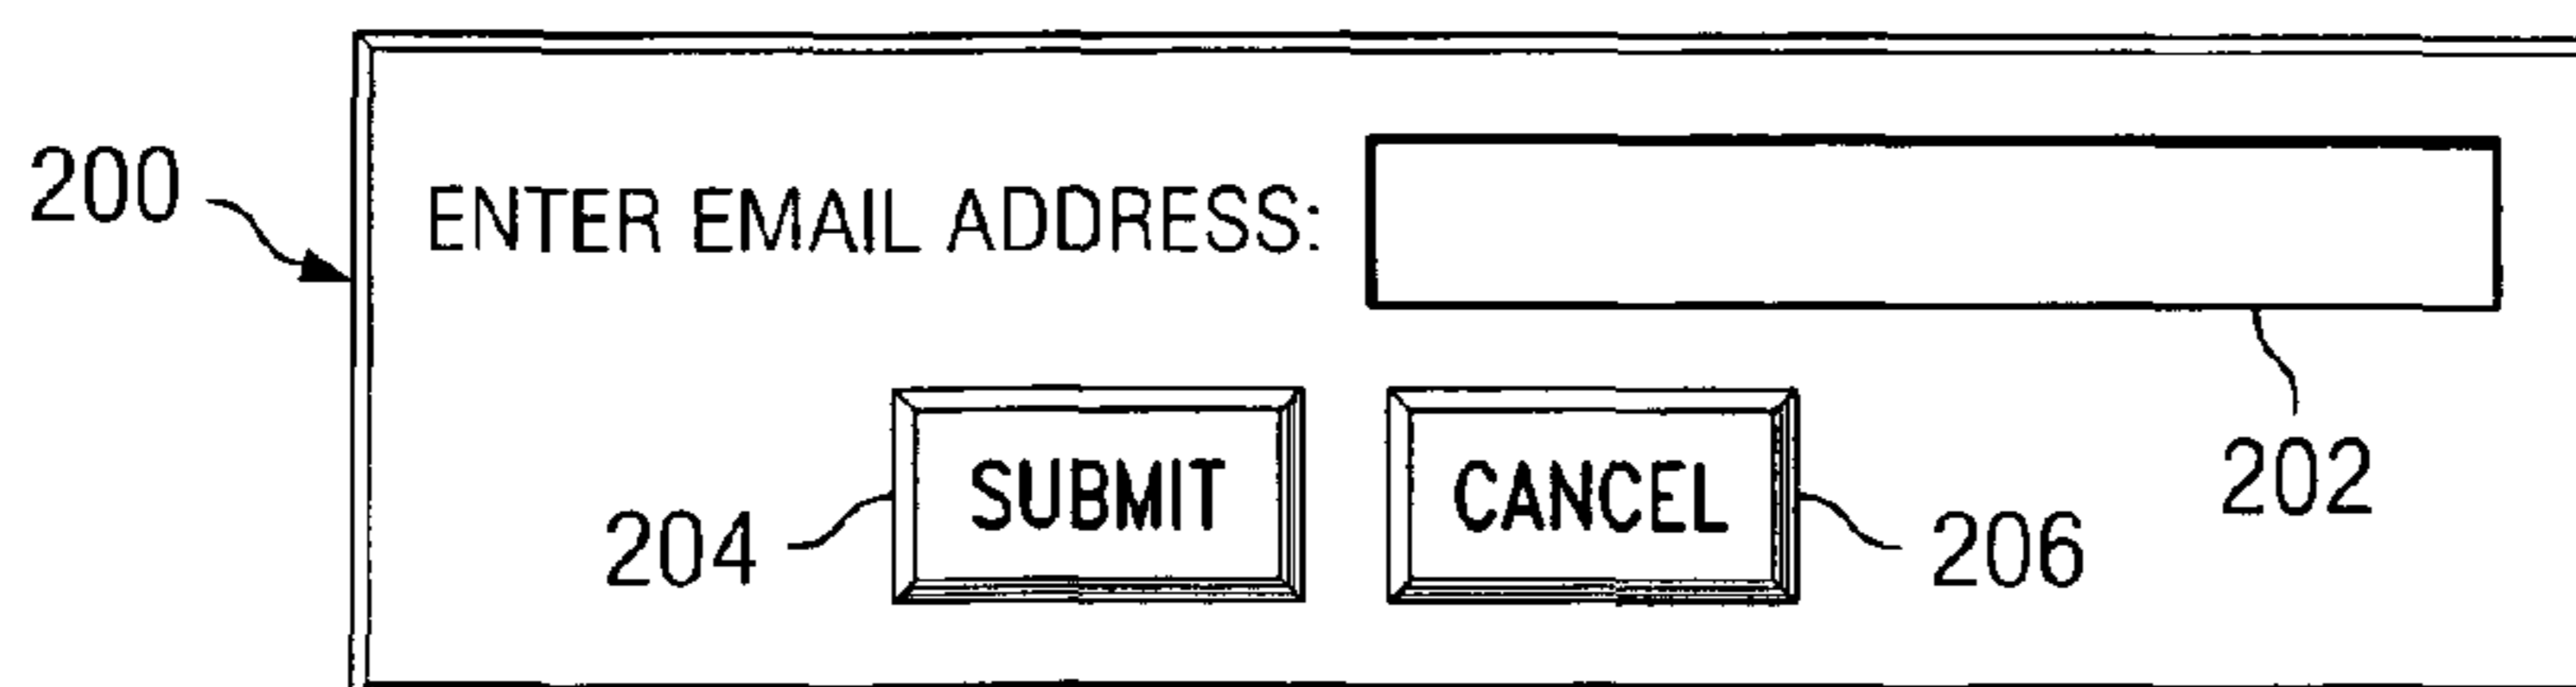 200
ENTER EMAIL ADDRESS:
202
204
SUBMIT
CANCEL
206